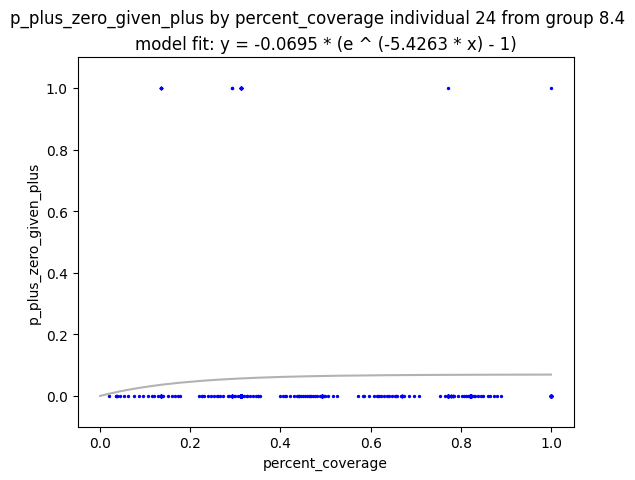 p_plus_zero_given_plus by percent_coverage individual 24 from group 8.4
model fit: y = -0.0695 * (e ^ (-5.4263 * x) - 1)
1.0
0.8
0.6
0.4
0.2
0.0
p_plus_zero_given_plus
0.0 0.2 0.4 0.6 0.8 1.0
percent_coverage